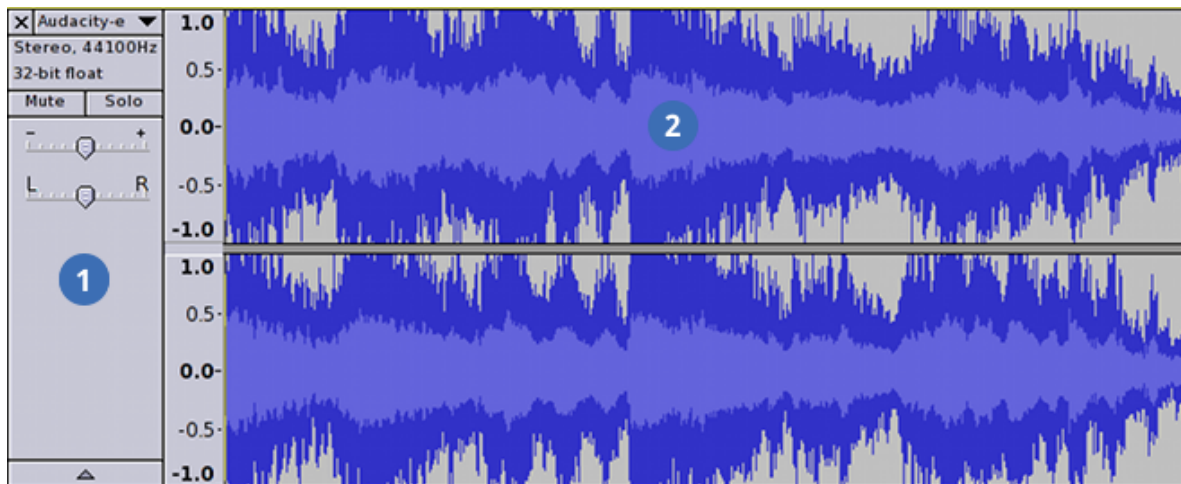 X Audacity-e ▼
Stereo, 44100Hz
32-bit float
Mute Solo
- +
L R
1
1.0
0.5-
0.0-
-0.5-
-1.0
2
1.0
0.5-
0.0-
-0.5-
-1.0